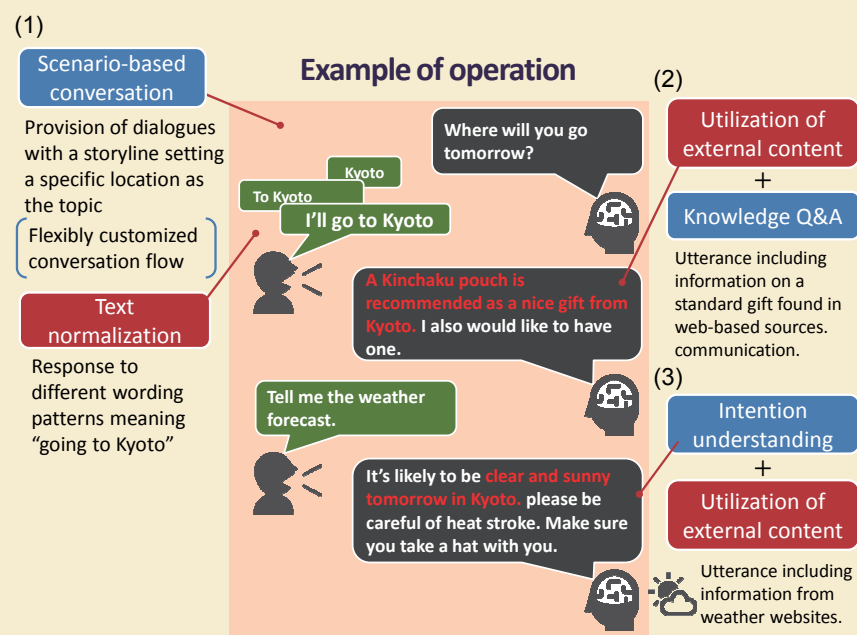 (1)
Scenario-based
conversation
Provision of dialogues
with a storyline setting
a specific location as
the topic
Flexibly customized
conversation flow
Text
normalization
Response to
different wording
patterns meaning
“going to Kyoto”
Example of operation
Where will you go
tomorrow?
Kyoto
To Kyoto
I’ll go to Kyoto
A Kinchaku pouch is
recommended as a nice gift from
Kyoto. I also would like to have
one.
Tell me the weather
forecast.
It’s likely to be clear and sunny
tomorrow in Kyoto. please be
careful of heat stroke. Make sure
you take a hat with you.
(2)
Utilization of
external content
+
Knowledge Q&A
Utterance including
information on a
standard gift found in
web-based sources.
communication.
(3)
Intention
understanding
+
Utilization of
external content
Utterance including
information from
weather websites.